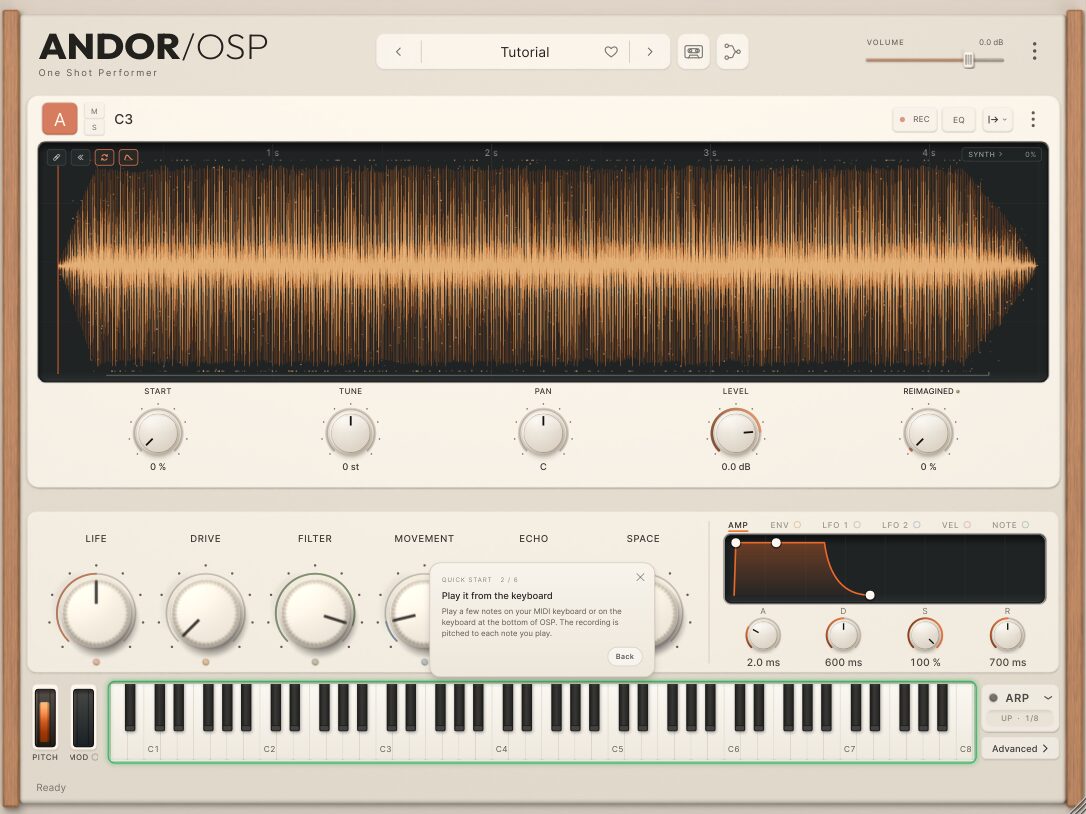 ANDOR/OSP
One Shot Performer
Tutorial
VOLUME 0.0 dB
A
M
S
C3
REC
EQ
1 s 2 s 3 s 4 s
SYNTH > 0%
START TUNE PAN LEVEL REIMAGINED
0 % 0 st C 0.0 dB 0 %
LIFE DRIVE FILTER MOVEMENT ECHO SPACE
QUICK START 2 / 6
Play it from the keyboard
Play a few notes on your MIDI keyboard or on the
keyboard at the bottom of OSP. The recording is
pitched to each note you play.
Back
AMP ENV LFO 1 LFO 2 VEL NOTE
A D S R
2.0 ms 600 ms 100 % 700 ms
PITCH MOD
C1 C2 C3 C4 C5 C6 C7 C8
ARP
UP · 1/8
Advanced >
Ready